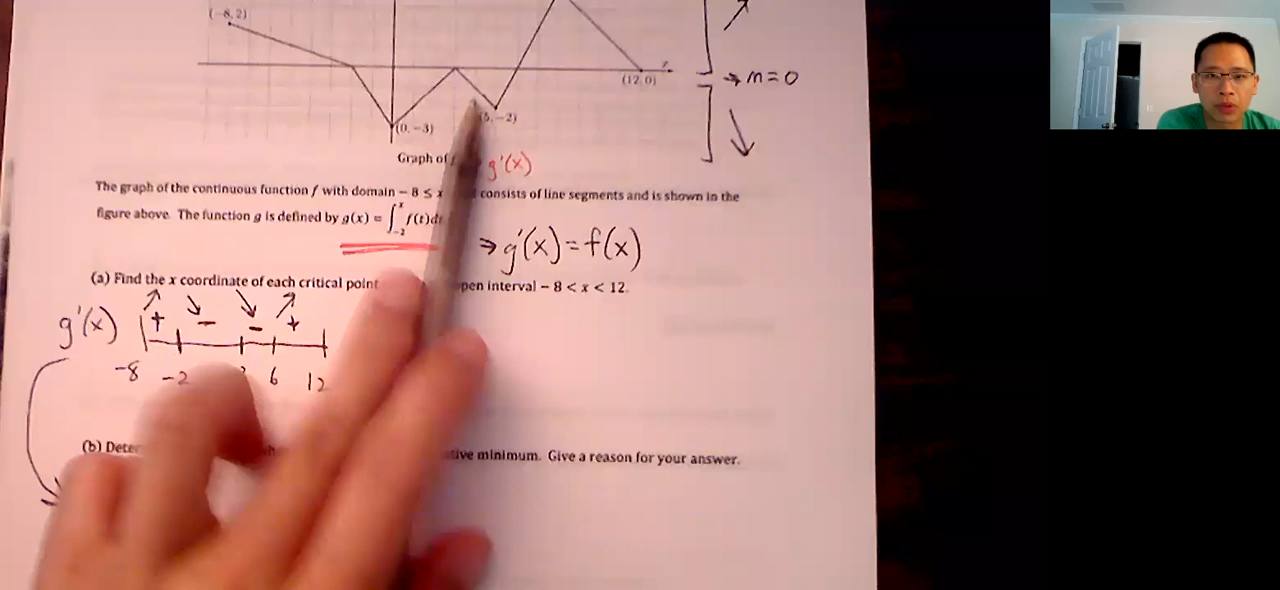 (-8,2)
(12,0)
→ m=0
(0,-3)
(5,-2)
Graph of
g'(x)
The graph of the continuous function f with domain - 8 ≤ x consists of line segments and is shown in the
figure above. The function g is defined by g(x) = ∫_{-2}^{x} f(t)dt
⇒ g'(x)=f(x)
(a) Find the x coordinate of each critical point open interval - 8 < x < 12.
g'(x) + - - +
-8 -2 6 12
(b) minimum. Give a reason for your answer.